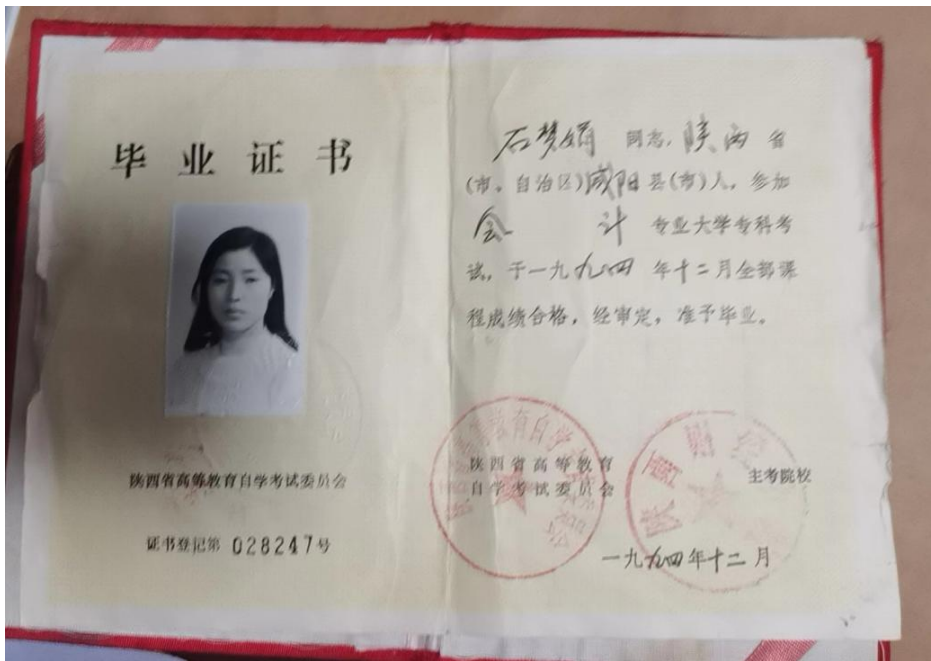 毕业证书
陕西省高等教育自学考试委员会
证书登记第028247号
石梦娟 同志,陕西省
(市、自治区)咸阳县(市)人,参加
会计 专业大学专科考
试,于一九九四年十二月全部课
程成绩合格,经审定,准予毕业。
陕西省高等教育
自学考试委员会
主考院校
一九九四年十二月